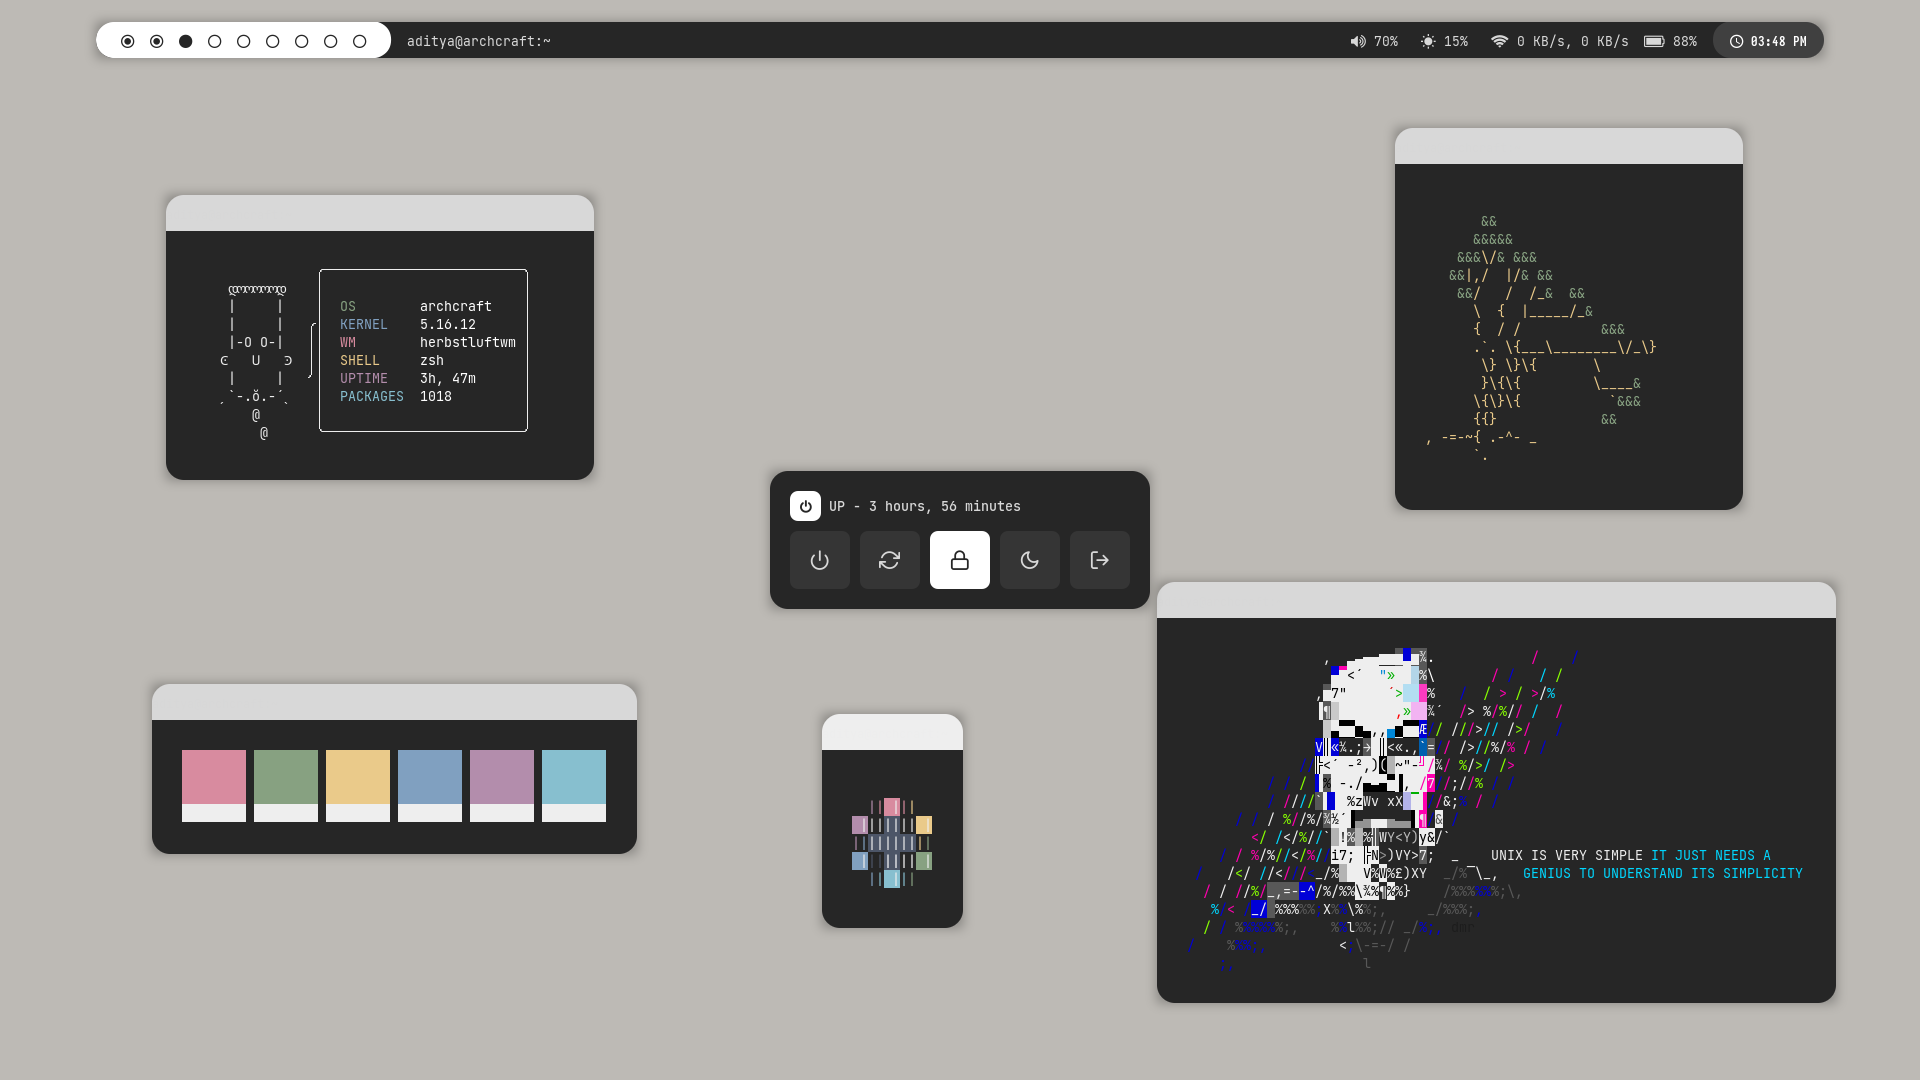 aditya@archcraft:~
70%
15%
0 KB/s, 0 KB/s
88%
03:48 PM
OS archcraft
KERNEL 5.16.12
WM herbstluftwm
SHELL zsh
UPTIME 3h, 47m
PACKAGES 1018
UP - 3 hours, 56 minutes
UNIX IS VERY SIMPLE IT JUST NEEDS A
GENIUS TO UNDERSTAND ITS SIMPLICITY